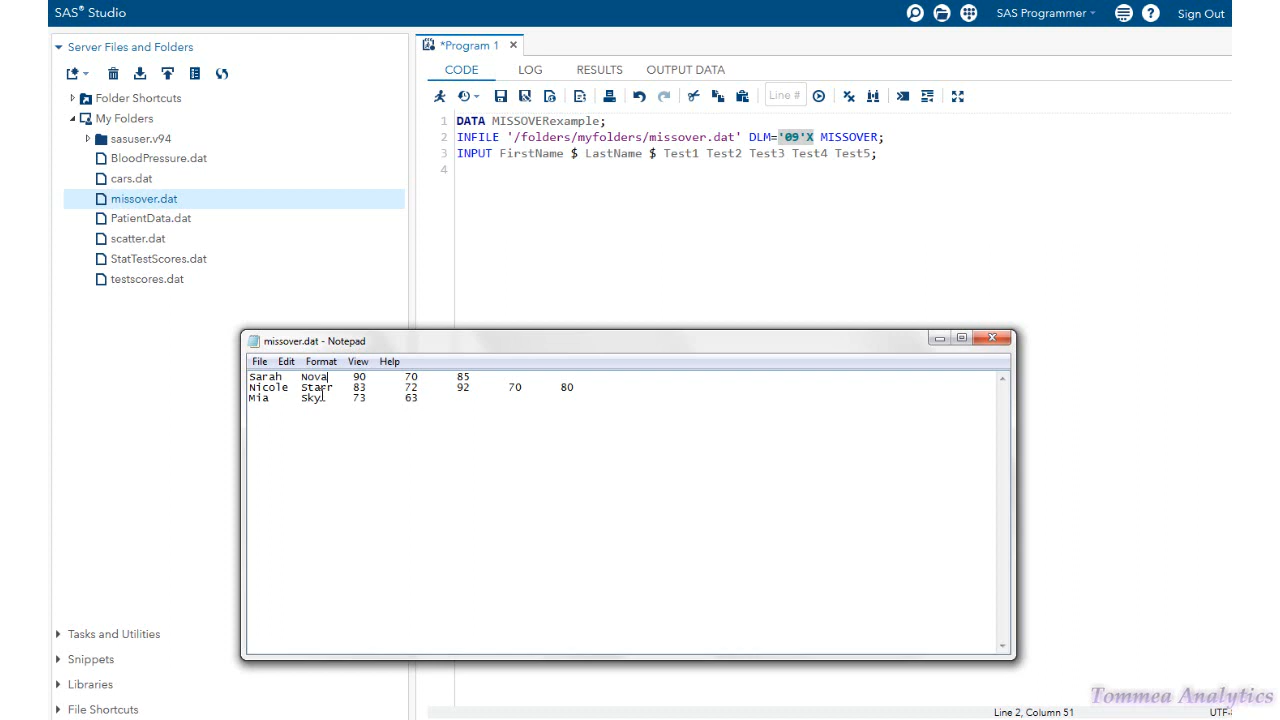 SAS® Studio
SAS Programmer
Sign Out
Server Files and Folders
Folder Shortcuts
My Folders
sasuser.v94
BloodPressure.dat
cars.dat
missover.dat
PatientData.dat
scatter.dat
StatTestScores.dat
testscores.dat
Tasks and Utilities
Snippets
Libraries
File Shortcuts
*Program 1
CODE LOG RESULTS OUTPUT DATA
Line #
1 DATA MISSOVERexample;
2 INFILE '/folders/myfolders/missover.dat' DLM='09'X MISSOVER;
3 INPUT FirstName $ LastName $ Test1 Test2 Test3 Test4 Test5;
4
missover.dat - Notepad
File Edit Format View Help
Sarah Nova 90 70 85
Nicole Starr 83 72 92 70 80
Mia Sky 73 63
Line 2, Column 51
UTF-
Tommea Analytics